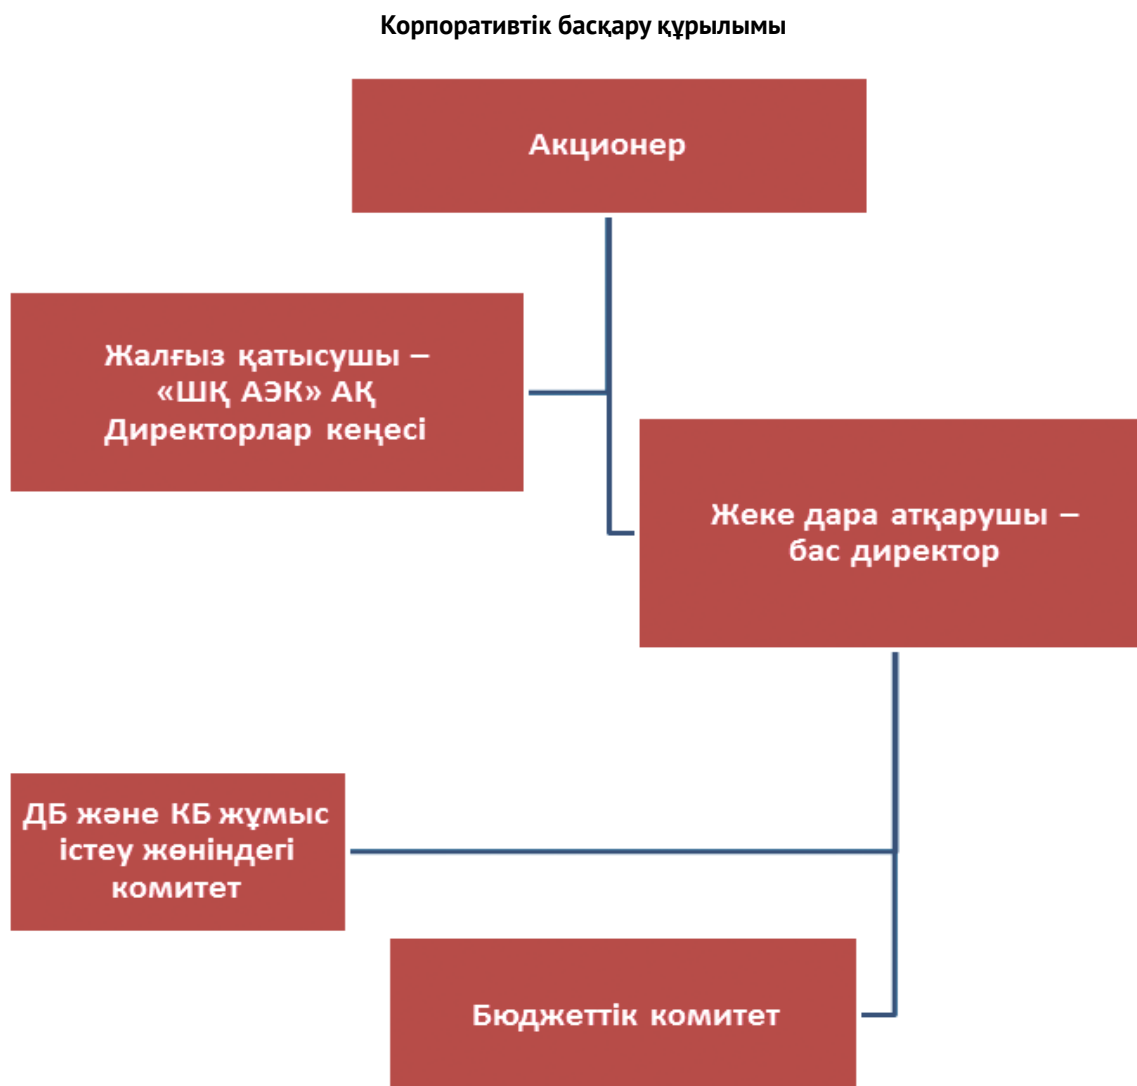 Корпоративтік басқару құрылымы
Акционер
Жалғыз қатысушы –
«ШҚ АЭК» АҚ
Директорлар кеңесі
Жеке дара атқарушы –
бас директор
ДБ және КБ жұмыс
істеу жөніндегі
комитет
Бюджеттік комитет